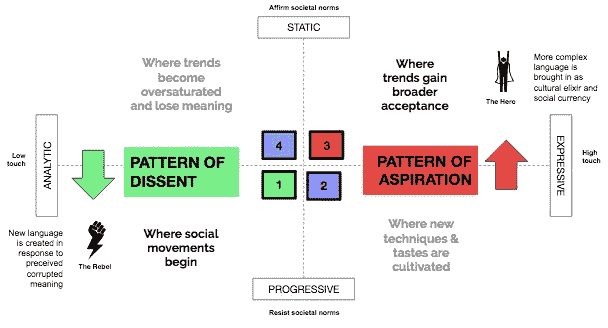 Affirm societal norms
STATIC
Where trends
become
oversaturated
and lose meaning
Where
trends gain
broader
acceptance
The Hero
More complex
language is
brought in as
cultural elixir and
social currency
Low
touch
ANALYTIC
PATTERN OF
DISSENT
4
3
1
2
PATTERN OF
ASPIRATION
EXPRESSIVE
High
touch
New language
is created in
response to
preceived
corrupted
meaning
The Rebel
Where social
movements
begin
Where new
techniques &
tastes are
cultivated
PROGRESSIVE
Resist societal norms